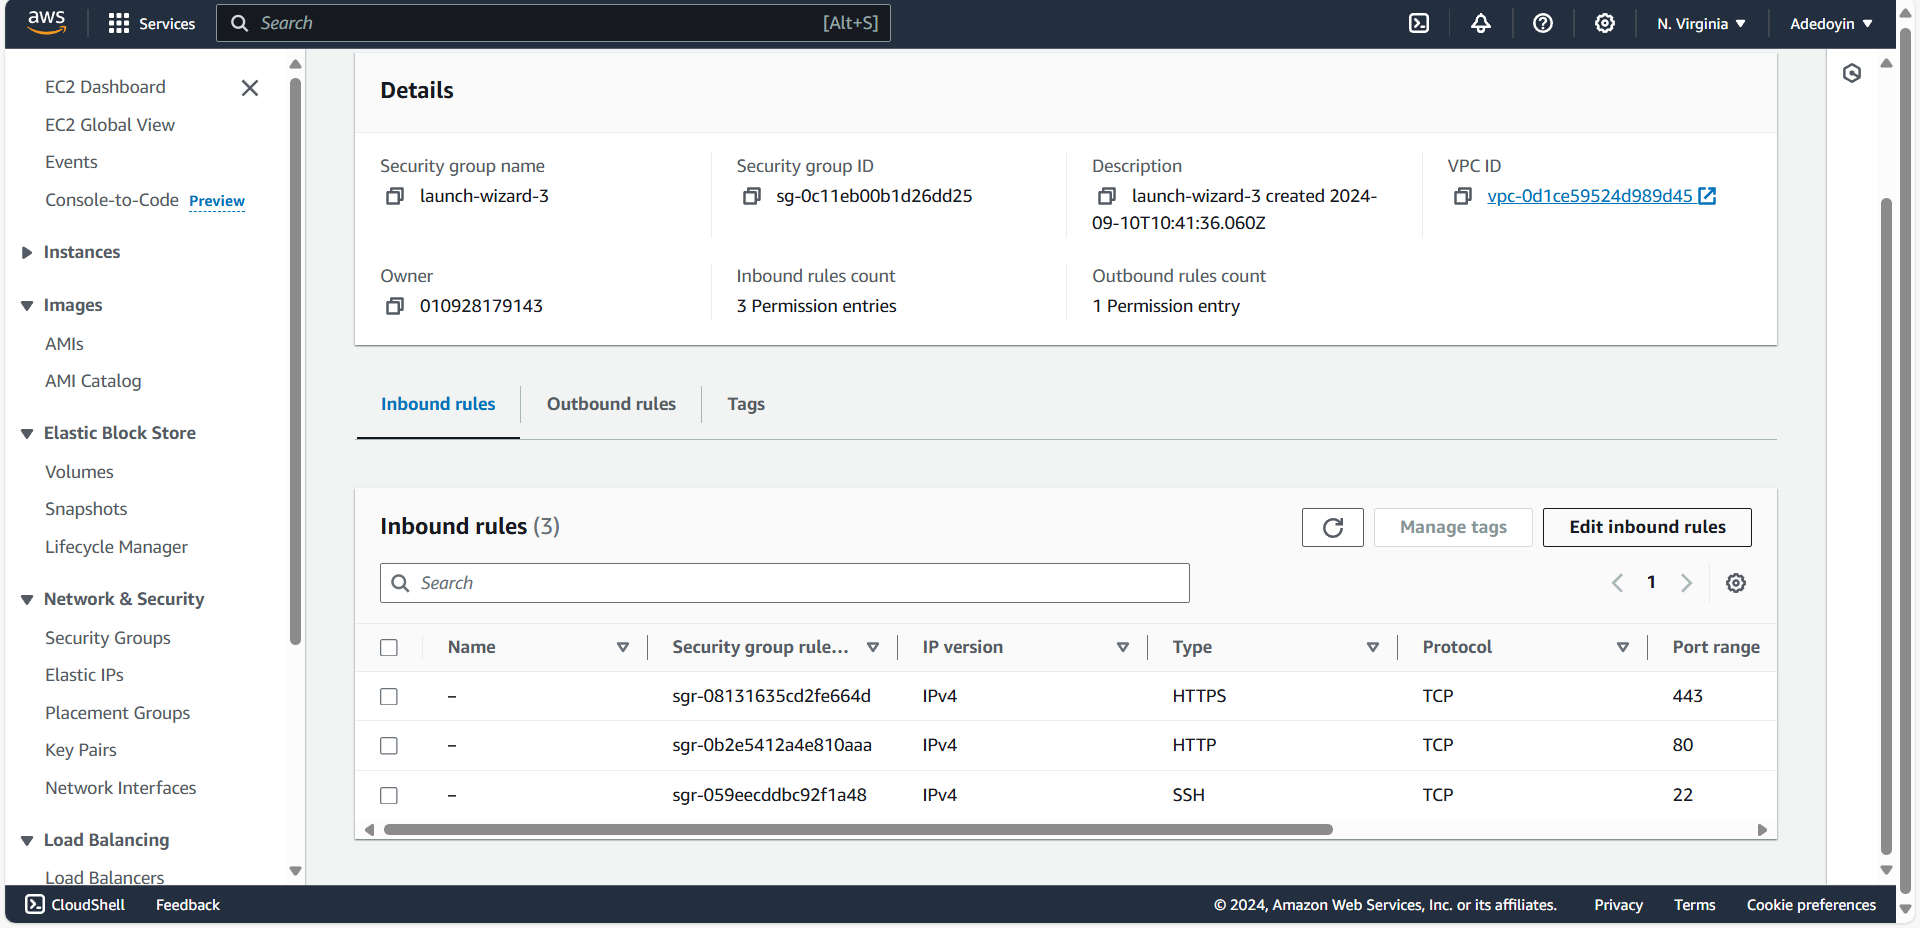 aws
Services
Search
[Alt+S]
N. Virginia
Adedoyin
EC2 Dashboard
EC2 Global View
Events
Console-to-Code Preview
Instances
Images
AMIs
AMI Catalog
Elastic Block Store
Volumes
Snapshots
Lifecycle Manager
Network & Security
Security Groups
Elastic IPs
Placement Groups
Key Pairs
Network Interfaces
Load Balancing
Load Balancers
Details
Security group name
launch-wizard-3
Security group ID
sg-0c11eb00b1d26dd25
Description
launch-wizard-3 created 2024-
09-10T10:41:36.060Z
VPC ID
vpc-0d1ce59524d989d45
Owner
010928179143
Inbound rules count
3 Permission entries
Outbound rules count
1 Permission entry
Inbound rules
Outbound rules
Tags
Inbound rules (3)
Manage tags
Edit inbound rules
Search
1
Name Security group rule... IP version Type Protocol Port range
– sgr-08131635cd2fe664d IPv4 HTTPS TCP 443
– sgr-0b2e5412a4e810aaa IPv4 HTTP TCP 80
– sgr-059eecddbc92f1a48 IPv4 SSH TCP 22
CloudShell
Feedback
© 2024, Amazon Web Services, Inc. or its affiliates.
Privacy
Terms
Cookie preferences